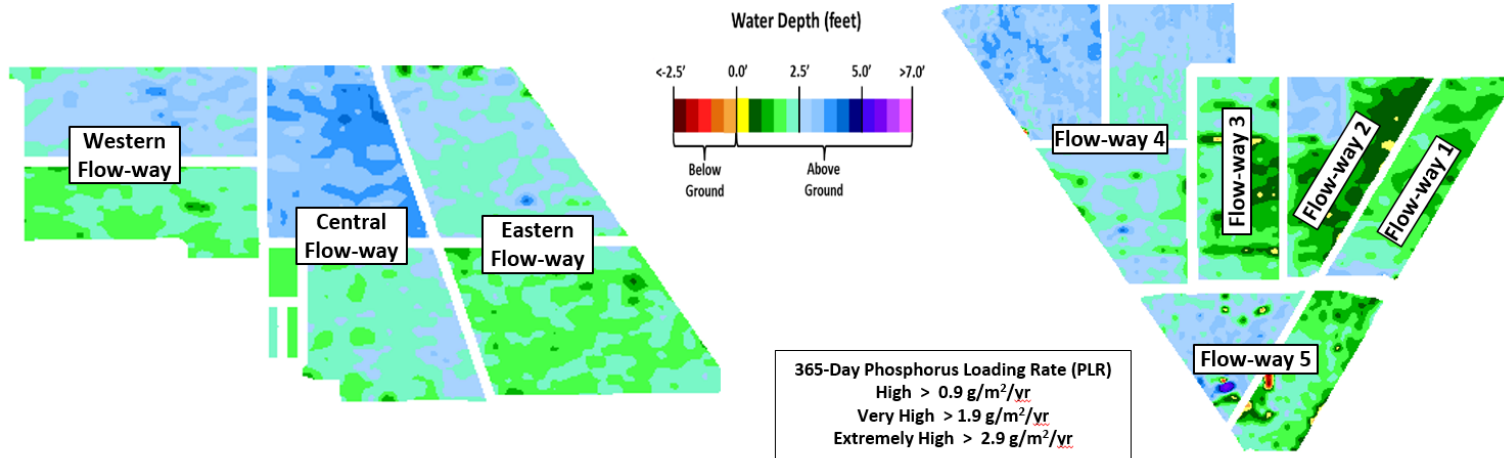 Water Depth (feet)
<-2.5' 0.0' 2.5' 5.0' >7.0'
Below
Ground
Above
Ground
Western
Flow-way
Central
Flow-way
Eastern
Flow-way
Flow-way 4
Flow-way 3
Flow-way 2
Flow-way 1
Flow-way 5
365-Day Phosphorus Loading Rate (PLR)
High > 0.9 g/m²/yr
Very High > 1.9 g/m²/yr
Extremely High > 2.9 g/m²/yr